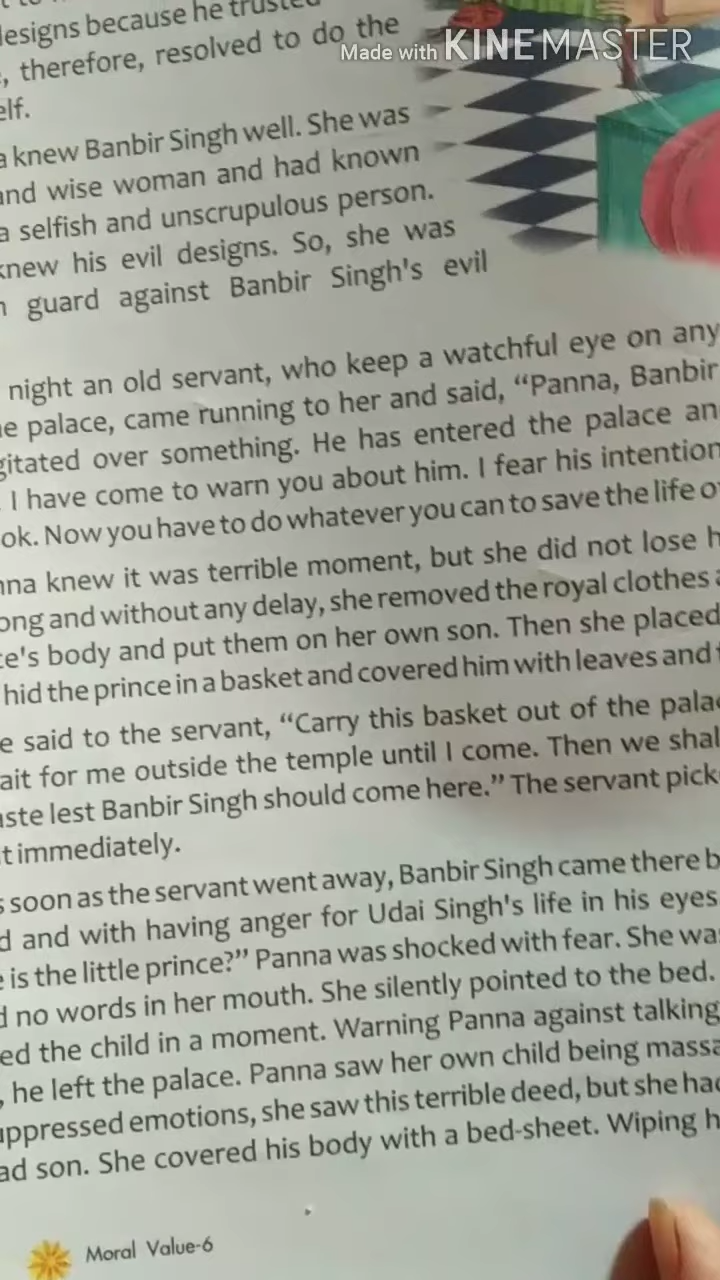 designs because he trusted
Made with KINEMASTER
, therefore, resolved to do the
elf.
a knew Banbir Singh well. She was
and wise woman and had known
a selfish and unscrupulous person.
knew his evil designs. So, she was
n guard against Banbir Singh's evil
night an old servant, who keep a watchful eye on any
e palace, came running to her and said, “Panna, Banbir
gitated over something. He has entered the palace an
. I have come to warn you about him. I fear his intention
ok. Now you have to do whatever you can to save the life o
nna knew it was terrible moment, but she did not lose h
ong and without any delay, she removed the royal clothes a
ce's body and put them on her own son. Then she placed
hid the prince in a basket and covered him with leaves and
e said to the servant, “Carry this basket out of the pala
ait for me outside the temple until I come. Then we shal
aste lest Banbir Singh should come here.” The servant pick
t immediately.
s soon as the servant went away, Banbir Singh came there b
d and with having anger for Udai Singh's life in his eyes
e is the little prince?” Panna was shocked with fear. She wa
d no words in her mouth. She silently pointed to the bed.
ed the child in a moment. Warning Panna against talking
, he left the palace. Panna saw her own child being massa
uppressed emotions, she saw this terrible deed, but she had
ad son. She covered his body with a bed-sheet. Wiping h
Moral Value-6